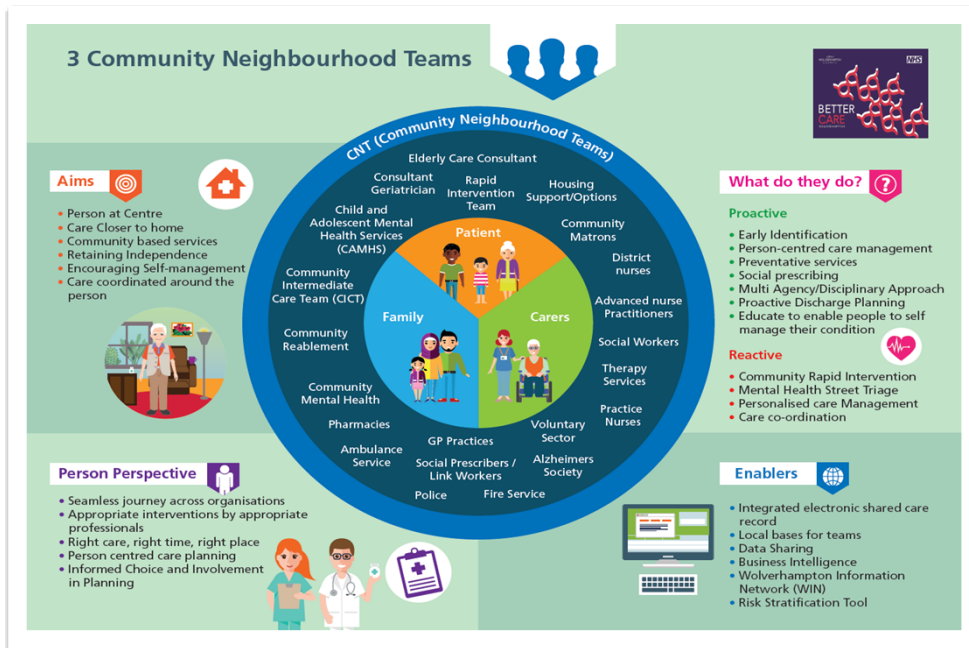 3 Community Neighbourhood Teams
NHS
BETTER
CARE
CNT (Community Neighbourhood Teams)
Elderly Care Consultant
Consultant
Geriatrician
Rapid
Intervention
Team
Housing
Support/Options
Child and
Adolescent Mental
Health Services
(CAMHS)
Community
Matrons
District
nurses
Community
Intermediate
Care Team (CICT)
Advanced nurse
Practitioners
Community
Reablement
Social Workers
Therapy
Services
Community
Mental Health
Practice
Nurses
Pharmacies
Voluntary
Sector
Ambulance
Service
GP Practices
Alzheimers
Society
Social Prescribers /
Link Workers
Police
Fire Service
Patient
Family
Carers
Aims
• Person at Centre
• Care Closer to home
• Community based services
• Retaining Independence
• Encouraging Self-management
• Care coordinated around the
person
What do they do?
?
Proactive
• Early Identification
• Person-centred care management
• Preventative services
• Social prescribing
• Multi Agency/Disciplinary Approach
• Proactive Discharge Planning
• Educate to enable people to self
manage their condition
Reactive
• Community Rapid Intervention
• Mental Health Street Triage
• Personalised care Management
• Care co-ordination
Person Perspective
• Seamless journey across organisations
• Appropriate interventions by appropriate
professionals
• Right care, right time, right place
• Person centred care planning
• Informed Choice and Involvement
in Planning
Enablers
• Integrated electronic shared care
record
• Local bases for teams
• Data Sharing
• Business Intelligence
• Wolverhampton Information
Network (WIN)
• Risk Stratification Tool